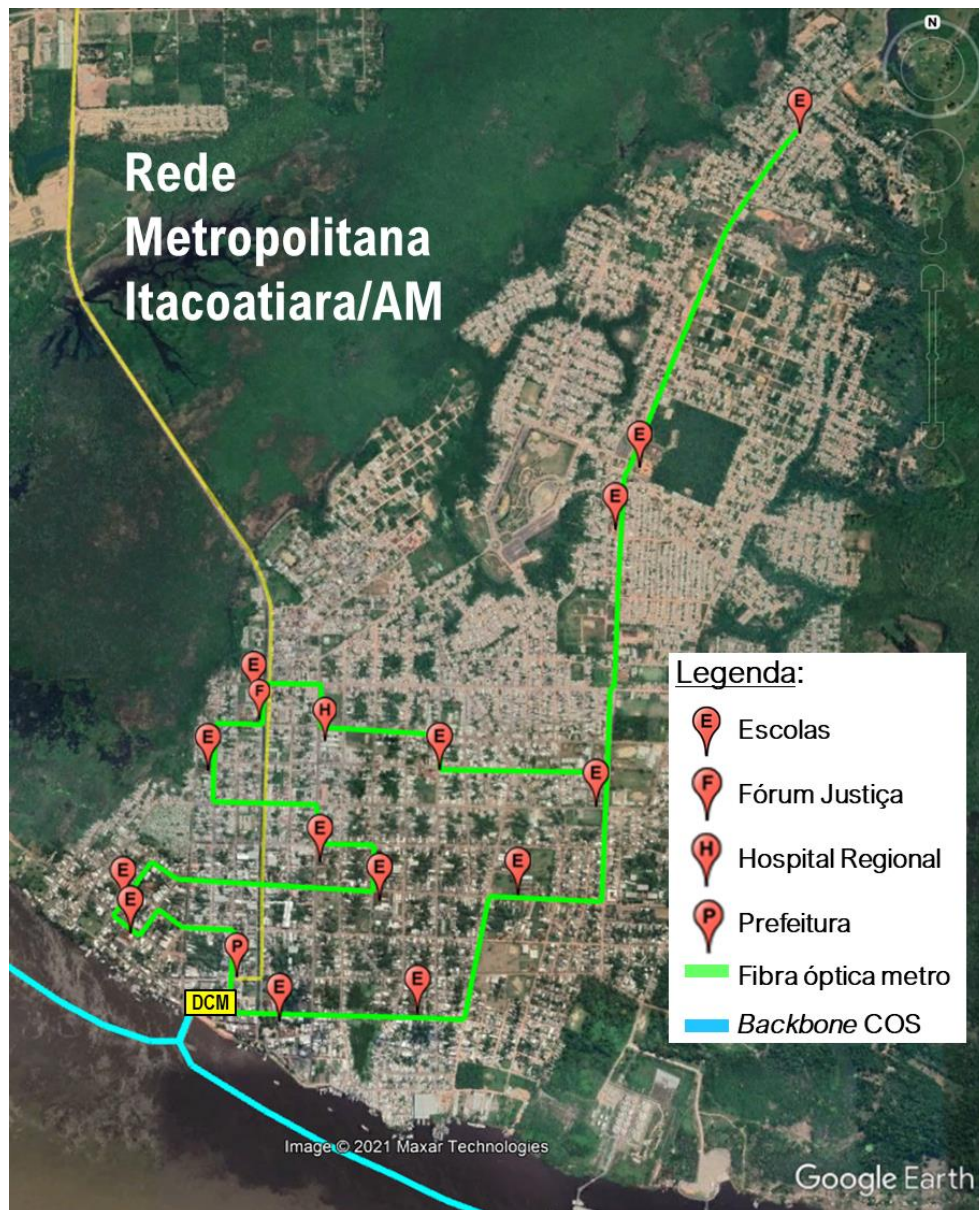 N
E
Rede
Metropolitana
Itacoatiara/AM
E
E
E
F
H
E
E
E
E
E
E
E
E
P
E
E
DCM
Legenda:
E Escolas
F Fórum Justiça
H Hospital Regional
P Prefeitura
Fibra óptica metro
Backbone COS
Image © 2021 Maxar Technologies
Google Earth